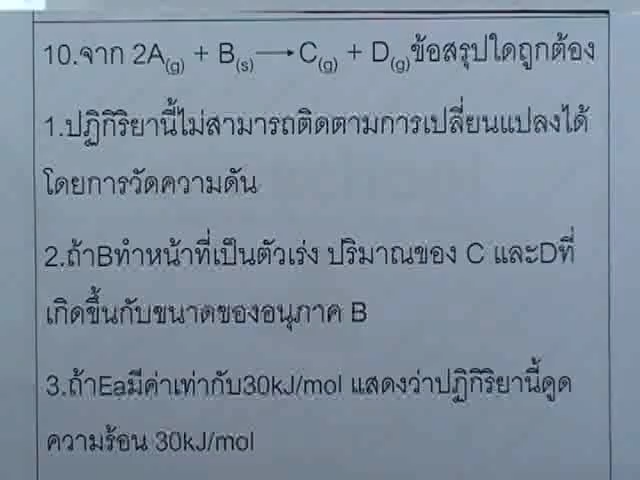 10.จาก 2A(g) + B(s) ⟶ C(g) + D(g)ข้อสรุปใดถูกต้อง
1.ปฏิกิริยานี้ไม่สามารถติดตามการเปลี่ยนแปลงได้
โดยการวัดความดัน
2.ถ้าBทำหน้าที่เป็นตัวเร่ง ปริมาณของ C และDที่
เกิดขึ้นกับขนาดของอนุภาค B
3.ถ้าEaมีค่าเท่ากับ30kJ/mol แสดงว่าปฏิกิริยานี้ดูด
ความร้อน 30kJ/mol